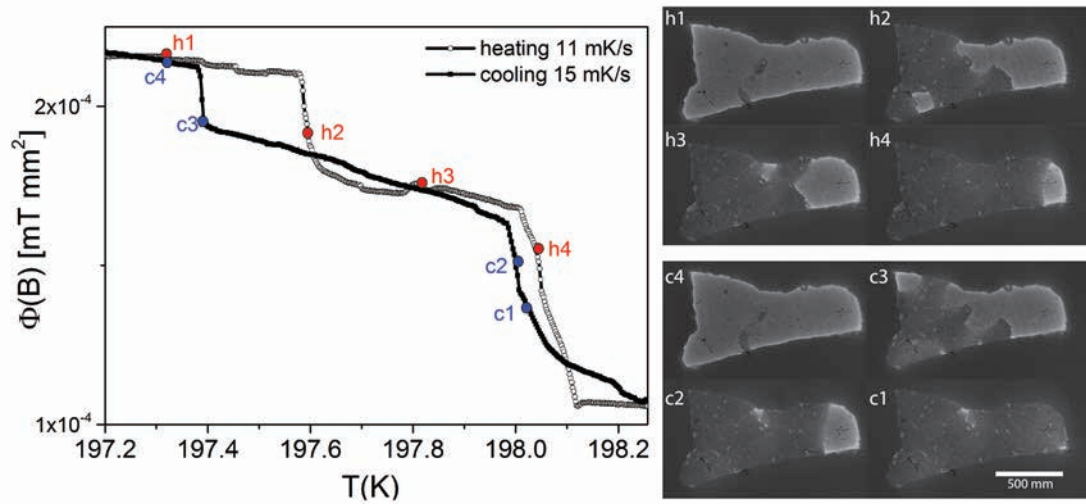 h1
c4
c3
h2
h3
h4
c2
c1
heating 11 mK/s
cooling 15 mK/s
Φ(B) [mT mm²]
2x10⁻⁴
1x10⁻⁴
197.2 197.4 197.6 197.8 198.0 198.2
T(K)
h1 h2
h3 h4
c4 c3
c2 c1
500 mm